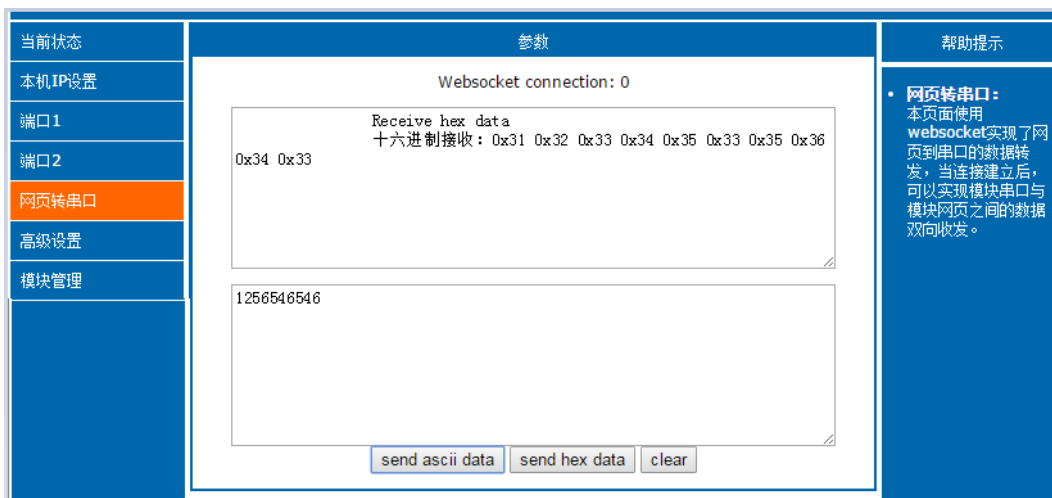 当前状态
本机IP设置
端口1
端口2
网页转串口
高级设置
模块管理
参数
Websocket connection: 0
Receive hex data
十六进制接收：0x31 0x32 0x33 0x34 0x35 0x33 0x35 0x36
0x34 0x33
1256546546
send ascii data send hex data clear
帮助提示
• 网页转串口：
本页面使用
websocket实现了网
页到串口的数据转
发，当连接建立后，
可以实现模块串口与
模块网页之间的数据
双向收发。